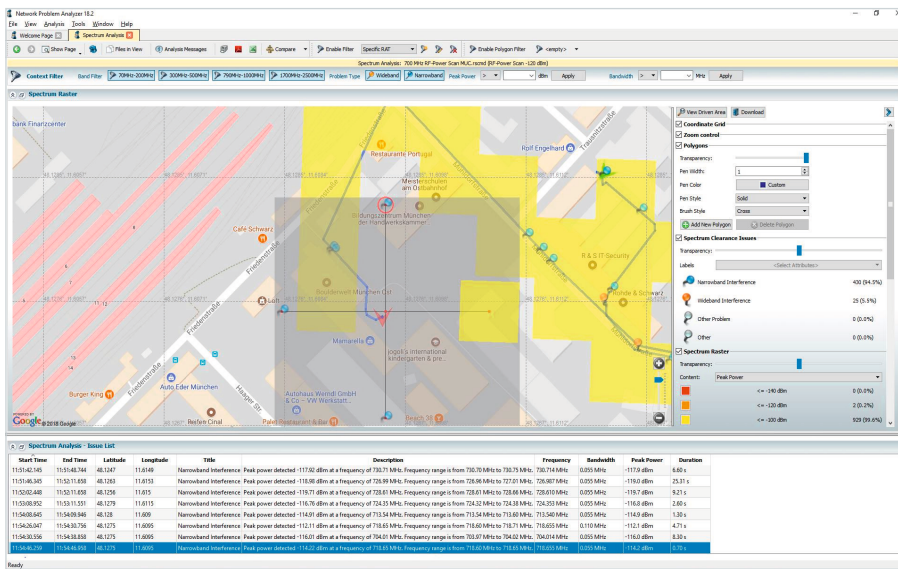 Network Problem Analyzer 18.2
File View Analysis Tools Window Help
Welcome Page Spectrum Analysis
Show Page Files in View Analysis Messages Compare Enable Filter Specific RAT Enable Polygon Filter <empty>
Spectrum Analysis: 700 MHz RF-Power Scan MUC.rscmd [RF-Power Scan -120 dBm]
Context Filter Band Filter 70MHz-200MHz 300MHz-500MHz 790MHz-1000MHz 1700MHz-2500MHz Problem Type Wideband Narrowband Peak Power > dBm Apply Bandwidth > MHz Apply
Spectrum Raster
View Driven Area Download
Coordinate Grid
Zoom control
Polygons
Transparency:
Pen Width: 1
Pen Color Custom
Pen Style Solid
Brush Style Cross
Add New Polygon Delete Polygon
Spectrum Clearance Issues
Transparency:
Labels <Select Attributes>
Narrowband Interference 430 (94.5%)
Wideband Interference 25 (5.5%)
Other Problem 0 (0.0%)
Other 0 (0.0%)
Spectrum Raster
Transparency:
Content: Peak Power
<= -140 dBm 0 (0.0%)
<= -120 dBm 2 (0.2%)
<= -100 dBm 929 (99.6%)
bank Finanzcenter
Friedenstraße
Restaurante Portugal
Rolf Engelhard
Trausnitzstraße
Meisterschulen
am Ostbahnhof
Mühldorfstraße
Bildungszentrum München
der Handwerkskammer...
Café Schwarz
Friedenstraße
R & S IT-Security
Boulderwelt München Ost
Rohde & Schwarz
Loft
Friedenstraße
Mamarella
jogeli's international
kindergarten & pre...
Burger King
Auto Eder München
Haager Str.
Autohaus Werndl GmbH
& Co – VW Werkstatt...
Reifen Cinal
Palet Restaurant & Bar
Beach 38
POWERED BY
Google © 2018 Google
Spectrum Analysis - Issue List
Start Time End Time Latitude Longitude Title Description Frequency Bandwidth Peak Power Duration
11:51:42.145 11:51:48.744 48.1247 11.6149 Narrowband Interference Peak power detected -117.92 dBm at a frequency of 730.71 MHz. Frequency range is from 730.70 MHz to 730.75 MHz. 730.714 MHz 0.055 MHz -117.9 dBm 6.60 s
11:51:46.345 11:52:11.658 48.1263 11.6153 Narrowband Interference Peak power detected -118.98 dBm at a frequency of 726.99 MHz. Frequency range is from 726.96 MHz to 727.01 MHz. 726.987 MHz 0.055 MHz -119.0 dBm 25.31 s
11:52:02.448 11:52:11.658 48.1256 11.615 Narrowband Interference Peak power detected -119.71 dBm at a frequency of 728.61 MHz. Frequency range is from 728.61 MHz to 728.66 MHz. 728.610 MHz 0.055 MHz -119.7 dBm 9.21 s
11:53:08.952 11:53:11.551 48.1279 11.6115 Narrowband Interference Peak power detected -116.76 dBm at a frequency of 724.35 MHz. Frequency range is from 724.32 MHz to 724.38 MHz. 724.353 MHz 0.055 MHz -116.8 dBm 2.60 s
11:54:08.645 11:54:09.946 48.128 11.609 Narrowband Interference Peak power detected -114.91 dBm at a frequency of 713.54 MHz. Frequency range is from 713.54 MHz to 713.60 MHz. 713.540 MHz 0.055 MHz -114.9 dBm 1.30 s
11:54:26.047 11:54:30.756 48.1275 11.6095 Narrowband Interference Peak power detected -112.11 dBm at a frequency of 718.65 MHz. Frequency range is from 718.60 MHz to 718.71 MHz. 718.655 MHz 0.110 MHz -112.1 dBm 4.71 s
11:54:30.556 11:54:38.858 48.1275 11.6095 Narrowband Interference Peak power detected -116.01 dBm at a frequency of 704.01 MHz. Frequency range is from 703.97 MHz to 704.02 MHz. 704.014 MHz 0.055 MHz -116.0 dBm 8.30 s
11:54:46.259 11:54:46.958 48.1275 11.6095 Narrowband Interference Peak power detected -114.22 dBm at a frequency of 718.65 MHz. Frequency range is from 718.60 MHz to 718.65 MHz. 718.655 MHz 0.055 MHz -114.2 dBm 0.70 s
Ready